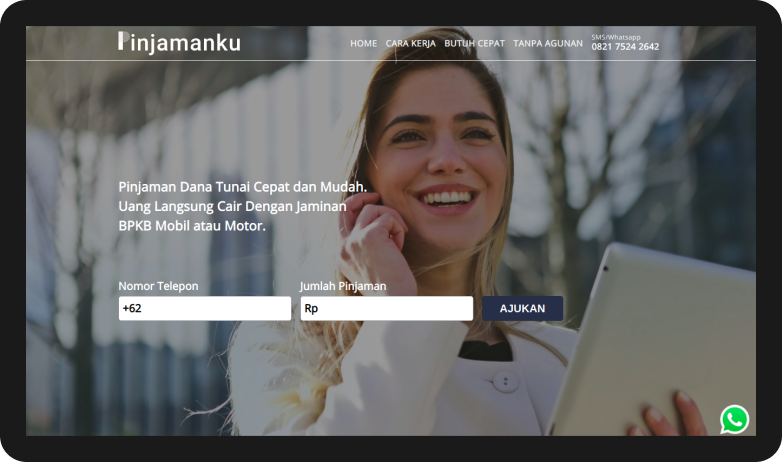 Pinjamanku
HOME CARA KERJA BUTUH CEPAT TANPA AGUNAN
SMS/Whatsapp
0821 7524 2642
Pinjaman Dana Tunai Cepat dan Mudah.
Uang Langsung Cair Dengan Jaminan
BPKB Mobil atau Motor.
Nomor Telepon
Jumlah Pinjaman
+62
Rp
AJUKAN